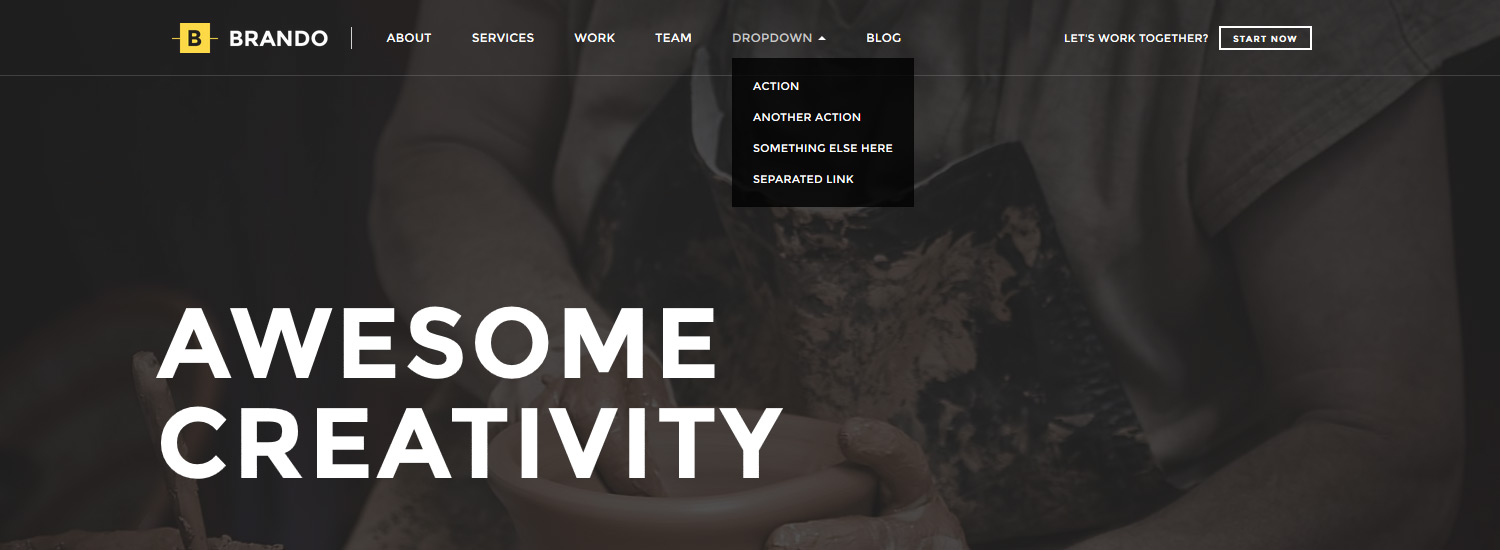 B BRANDO ABOUT SERVICES WORK TEAM DROPDOWN BLOG LET'S WORK TOGETHER? START NOW
ACTION
ANOTHER ACTION
SOMETHING ELSE HERE
SEPARATED LINK
AWESOME
CREATIVITY